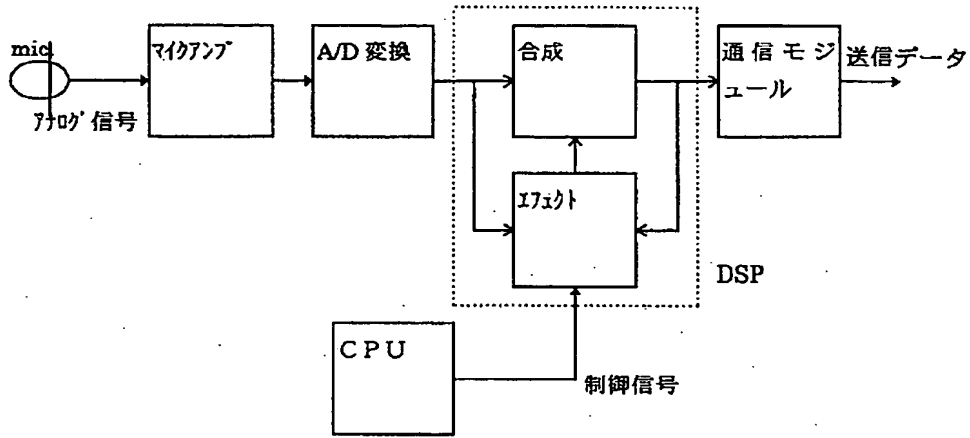 mic
ｱﾅﾛｸﾞ信号
ﾏｲｸｱﾝﾌﾟ
A/D 変換
合成
通信モジ
ュール
送信データ
ｴﾌｪｸﾄ
DSP
ＣＰＵ
制御信号